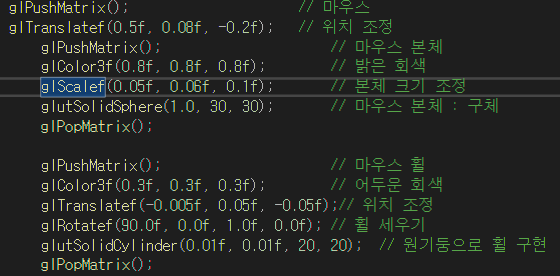 glPushMatrix(); // 마우스
glTranslatef(0.5f, 0.08f, -0.2f); // 위치 조정
glPushMatrix(); // 마우스 본체
glColor3f(0.8f, 0.8f, 0.8f); // 밝은 회색
glScalef(0.05f, 0.06f, 0.1f); // 본체 크기 조정
glutSolidSphere(1.0, 30, 30); // 마우스 본체 : 구체
glPopMatrix();
glPushMatrix(); // 마우스 휠
glColor3f(0.3f, 0.3f, 0.3f); // 어두운 회색
glTranslatef(-0.005f, 0.05f, -0.05f);// 위치 조정
glRotatef(90.0f, 0.0f, 1.0f, 0.0f); // 휠 세우기
glutSolidCylinder(0.01f, 0.01f, 20, 20); // 원기둥으로 휠 구현
glPopMatrix();